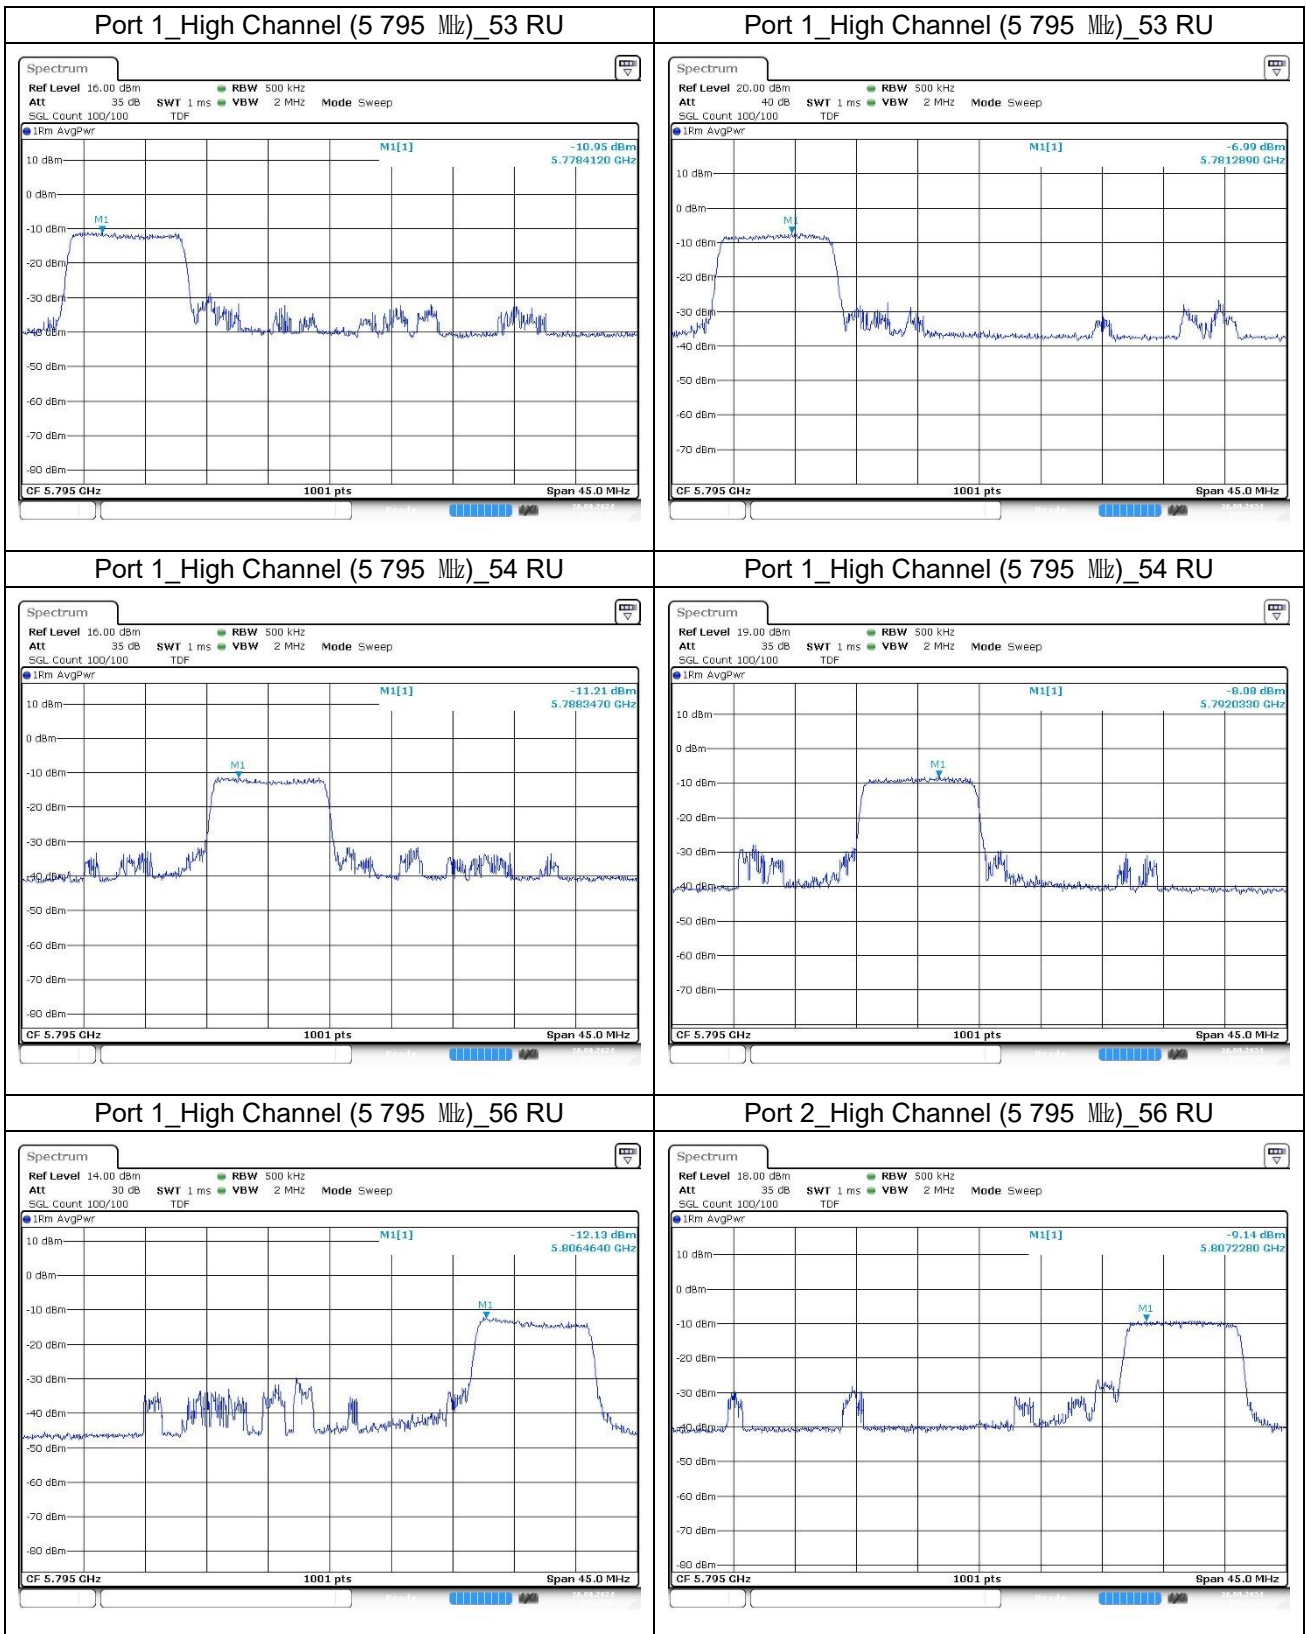 Port 1_High Channel (5 795 ㎒)_53 RU
Spectrum
Ref Level 16.00 dBm RBW 500 kHz
Att 35 dB SWT 1 ms VBW 2 MHz Mode Sweep
SGL Count 100/100 TDF
1Rm AvgPwr
M1[1] -10.95 dBm
5.7784120 GHz
10 dBm
0 dBm
M1
-10 dBm
-20 dBm
-30 dBm
-40 dBm
-50 dBm
-60 dBm
-70 dBm
-80 dBm
CF 5.795 GHz 1001 pts Span 45.0 MHz
Port 1_High Channel (5 795 ㎒)_53 RU
Spectrum
Ref Level 20.00 dBm RBW 500 kHz
Att 40 dB SWT 1 ms VBW 2 MHz Mode Sweep
SGL Count 100/100 TDF
1Rm AvgPwr
M1[1] -6.99 dBm
5.7812890 GHz
10 dBm
0 dBm
M1
-10 dBm
-20 dBm
-30 dBm
-40 dBm
-50 dBm
-60 dBm
-70 dBm
CF 5.795 GHz 1001 pts Span 45.0 MHz
Port 1_High Channel (5 795 ㎒)_54 RU
Spectrum
Ref Level 16.00 dBm RBW 500 kHz
Att 35 dB SWT 1 ms VBW 2 MHz Mode Sweep
SGL Count 100/100 TDF
1Rm AvgPwr
M1[1] -11.21 dBm
5.7883470 GHz
10 dBm
0 dBm
M1
-10 dBm
-20 dBm
-30 dBm
-40 dBm
-50 dBm
-60 dBm
-70 dBm
-80 dBm
CF 5.795 GHz 1001 pts Span 45.0 MHz
Port 1_High Channel (5 795 ㎒)_54 RU
Spectrum
Ref Level 19.00 dBm RBW 500 kHz
Att 35 dB SWT 1 ms VBW 2 MHz Mode Sweep
SGL Count 100/100 TDF
1Rm AvgPwr
M1[1] -8.08 dBm
5.7920330 GHz
10 dBm
0 dBm
M1
-10 dBm
-20 dBm
-30 dBm
-40 dBm
-50 dBm
-60 dBm
-70 dBm
CF 5.795 GHz 1001 pts Span 45.0 MHz
Port 1_High Channel (5 795 ㎒)_56 RU
Spectrum
Ref Level 14.00 dBm RBW 500 kHz
Att 30 dB SWT 1 ms VBW 2 MHz Mode Sweep
SGL Count 100/100 TDF
1Rm AvgPwr
M1[1] -12.13 dBm
5.8064640 GHz
10 dBm
0 dBm
M1
-10 dBm
-20 dBm
-30 dBm
-40 dBm
-50 dBm
-60 dBm
-70 dBm
-80 dBm
CF 5.795 GHz 1001 pts Span 45.0 MHz
Port 2_High Channel (5 795 ㎒)_56 RU
Spectrum
Ref Level 18.00 dBm RBW 500 kHz
Att 35 dB SWT 1 ms VBW 2 MHz Mode Sweep
SGL Count 100/100 TDF
1Rm AvgPwr
M1[1] -9.14 dBm
5.8072280 GHz
10 dBm
0 dBm
M1
-10 dBm
-20 dBm
-30 dBm
-40 dBm
-50 dBm
-60 dBm
-70 dBm
-80 dBm
CF 5.795 GHz 1001 pts Span 45.0 MHz